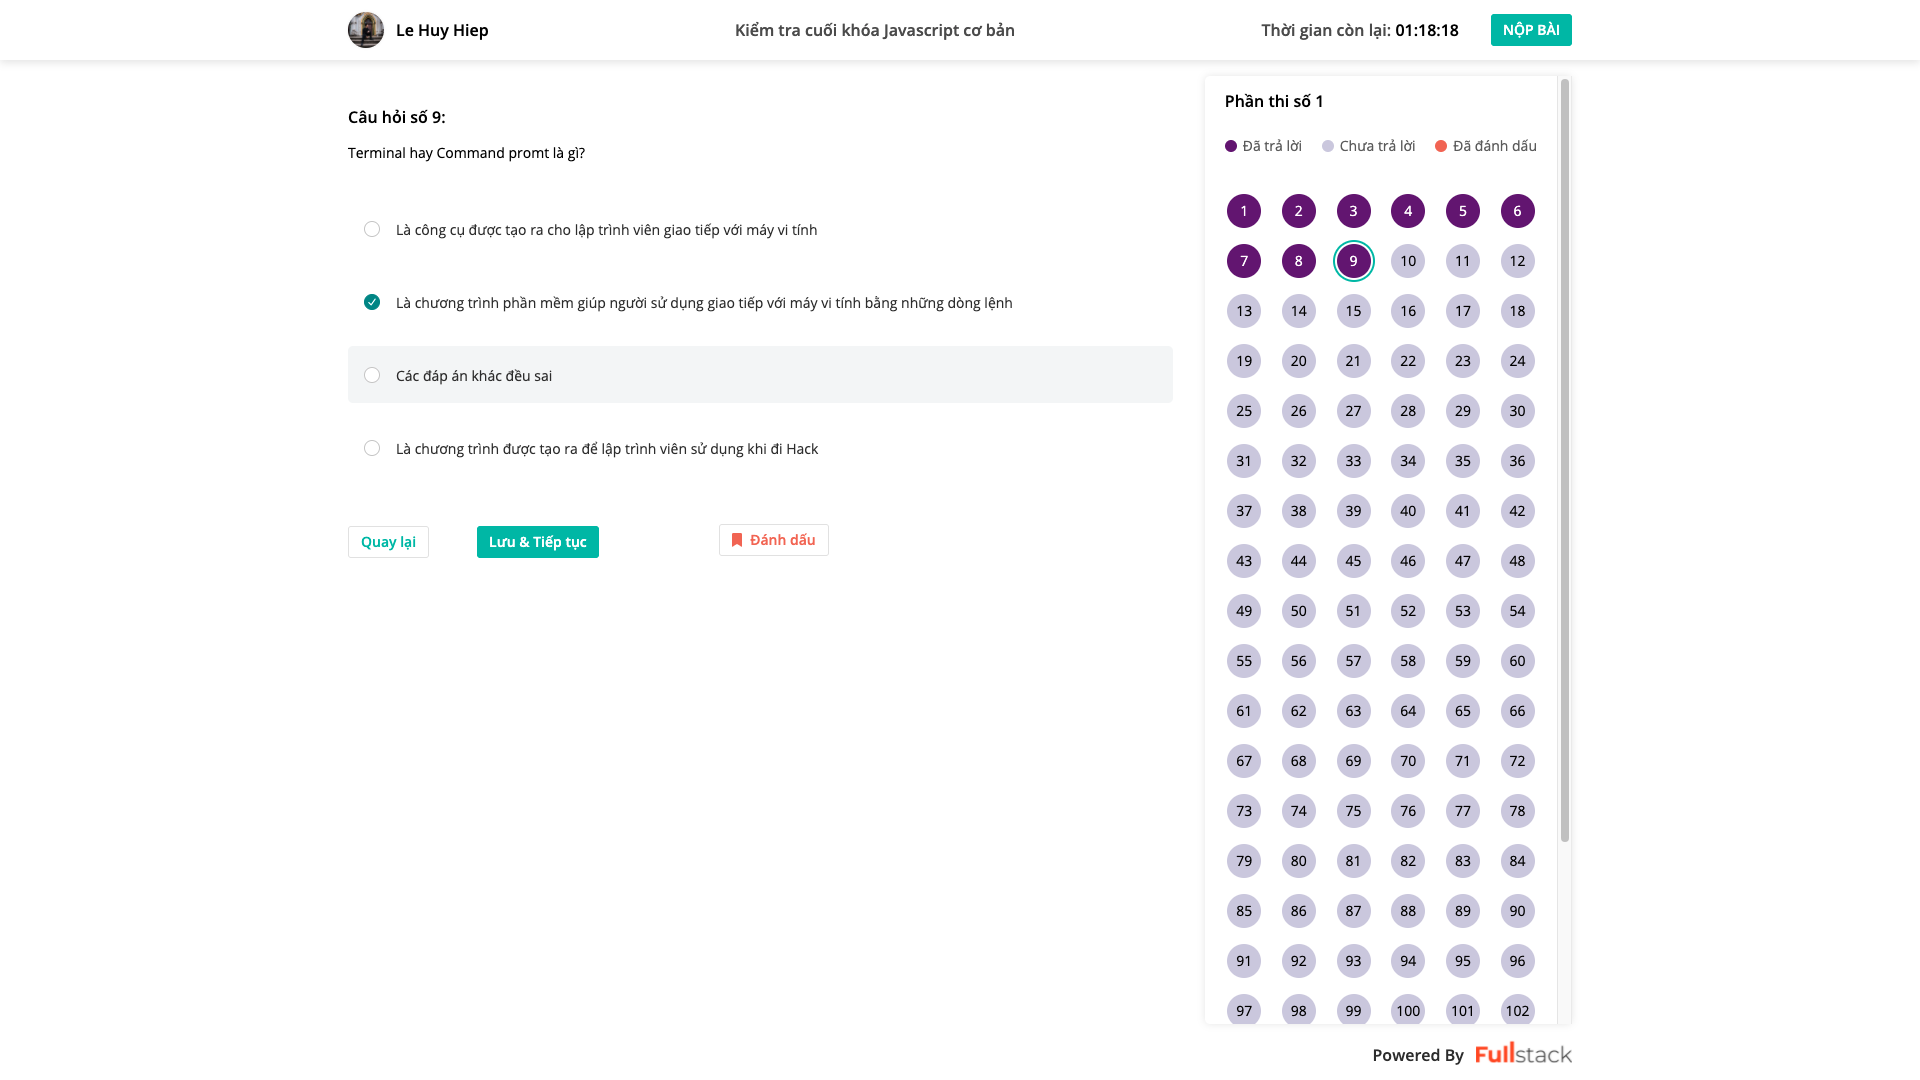 Le Huy Hiep
Kiểm tra cuối khóa Javascript cơ bản
Thời gian còn lại: 01:18:18
NỘP BÀI
Câu hỏi số 9:
Terminal hay Command promt là gì?
Là công cụ được tạo ra cho lập trình viên giao tiếp với máy vi tính
Là chương trình phần mềm giúp người sử dụng giao tiếp với máy vi tính bằng những dòng lệnh
Các đáp án khác đều sai
Là chương trình được tạo ra để lập trình viên sử dụng khi đi Hack
Quay lại
Lưu & Tiếp tục
Đánh dấu
Phần thi số 1
Đã trả lời Chưa trả lời Đã đánh dấu
1 2 3 4 5 6
7 8 9 10 11 12
13 14 15 16 17 18
19 20 21 22 23 24
25 26 27 28 29 30
31 32 33 34 35 36
37 38 39 40 41 42
43 44 45 46 47 48
49 50 51 52 53 54
55 56 57 58 59 60
61 62 63 64 65 66
67 68 69 70 71 72
73 74 75 76 77 78
79 80 81 82 83 84
85 86 87 88 89 90
91 92 93 94 95 96
97 98 99 100 101 102
Powered By Fullstack